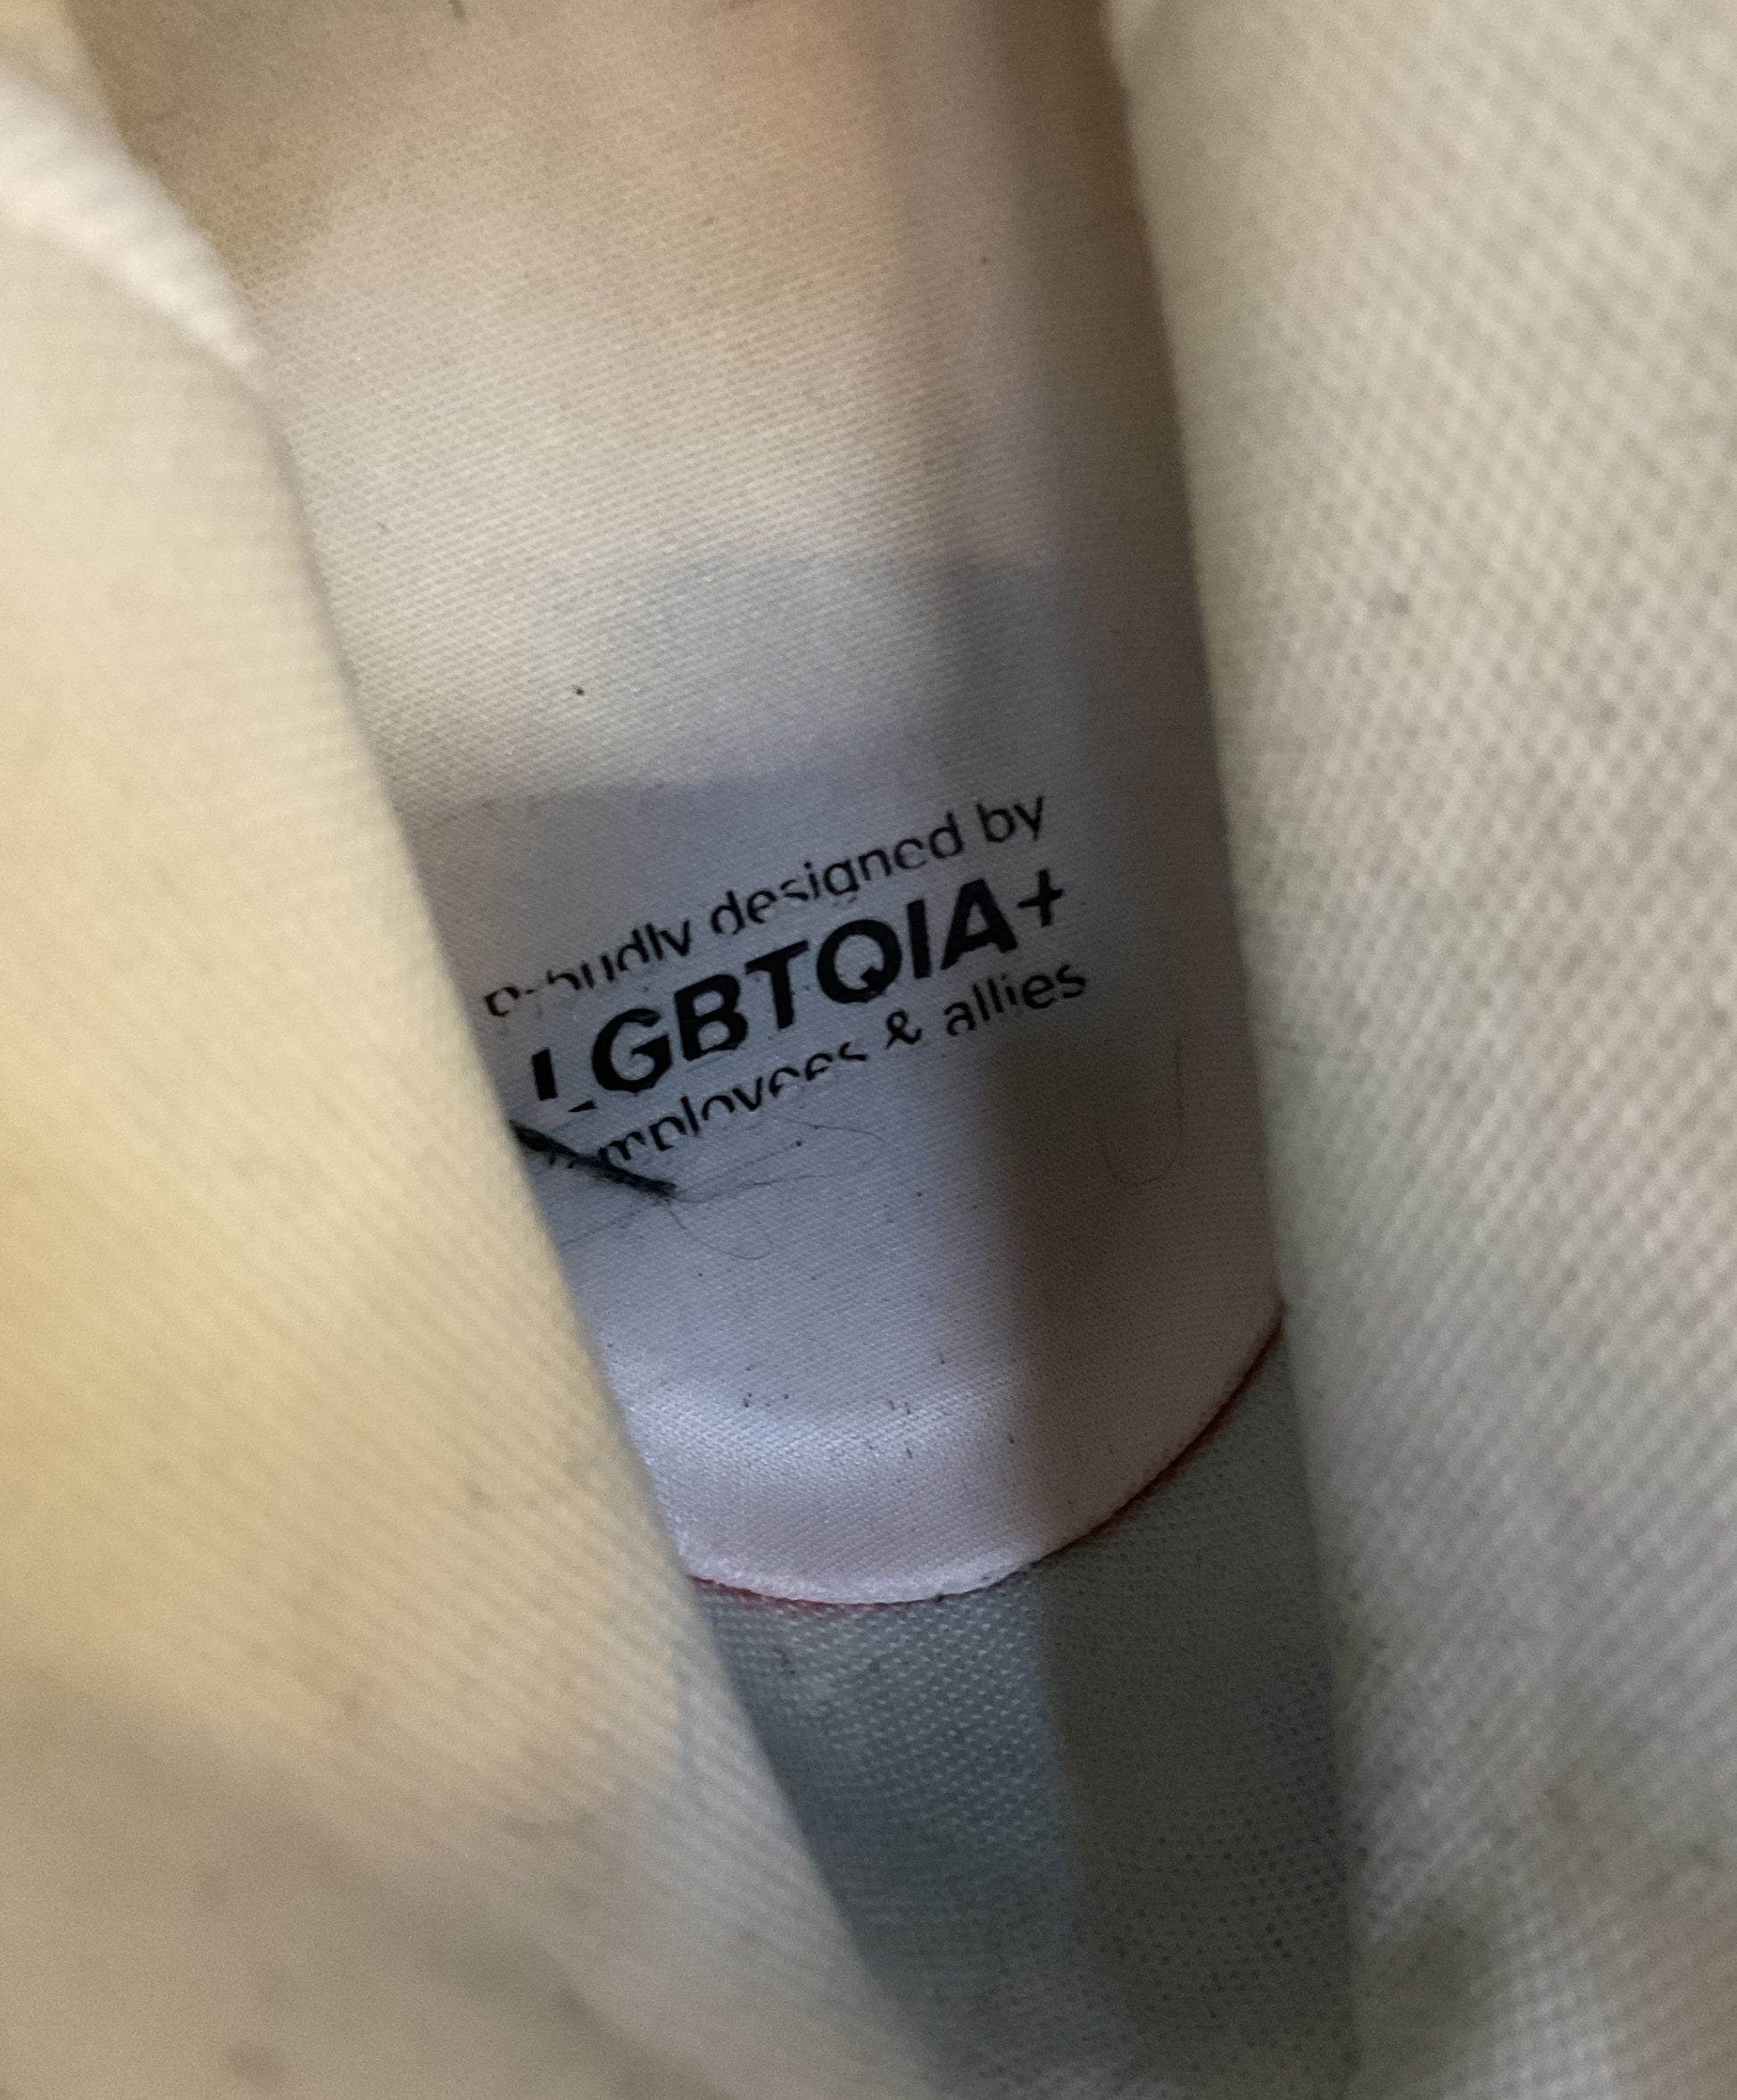 Proudly designed by
LGBTQIA+
employees & allies